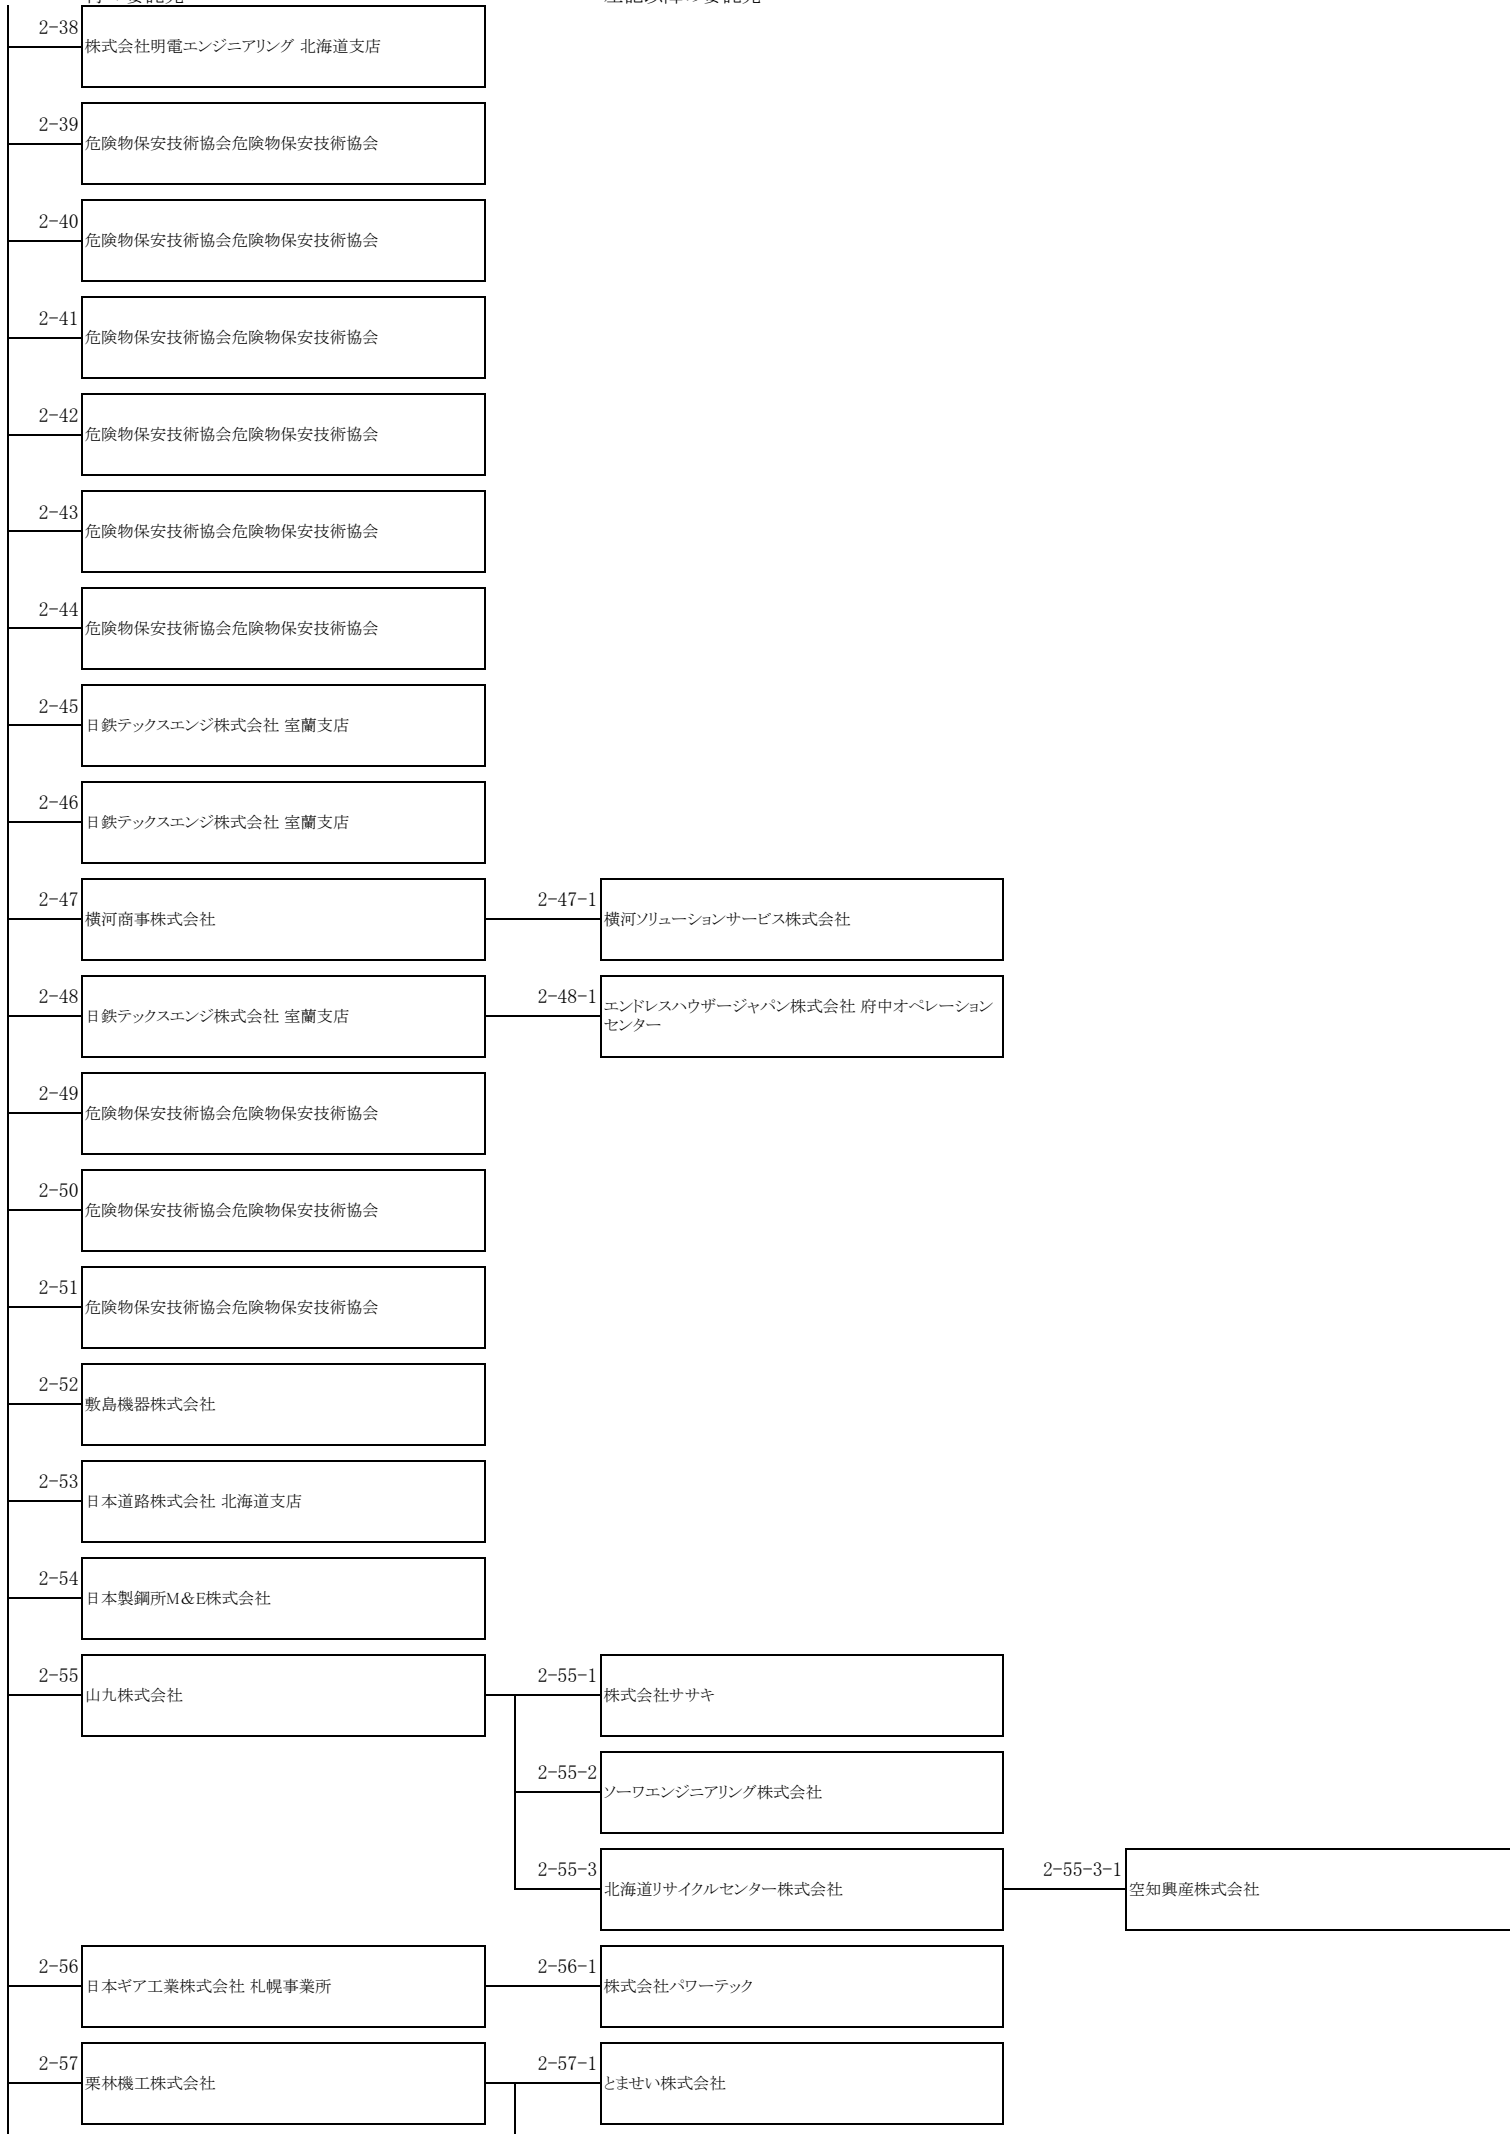 2-38
株式会社明電エンジニアリング 北海道支店
2-39
危険物保安技術協会危険物保安技術協会
2-40
危険物保安技術協会危険物保安技術協会
2-41
危険物保安技術協会危険物保安技術協会
2-42
危険物保安技術協会危険物保安技術協会
2-43
危険物保安技術協会危険物保安技術協会
2-44
危険物保安技術協会危険物保安技術協会
2-45
日鉄テックスエンジ株式会社 室蘭支店
2-46
日鉄テックスエンジ株式会社 室蘭支店
2-47
横河商事株式会社
2-47-1
横河ソリューションサービス株式会社
2-48
日鉄テックスエンジ株式会社 室蘭支店
2-48-1
エンドレスハウザージャパン株式会社 府中オペレーション
センター
2-49
危険物保安技術協会危険物保安技術協会
2-50
危険物保安技術協会危険物保安技術協会
2-51
危険物保安技術協会危険物保安技術協会
2-52
敷島機器株式会社
2-53
日本道路株式会社 北海道支店
2-54
日本製鋼所M&E株式会社
2-55
山九株式会社
2-55-1
株式会社ササキ
2-55-2
ソーワエンジニアリング株式会社
2-55-3
北海道リサイクルセンター株式会社
2-55-3-1
空知興産株式会社
2-56
日本ギア工業株式会社 札幌事業所
2-56-1
株式会社パワーテック
2-57
栗林機工株式会社
2-57-1
とませい株式会社